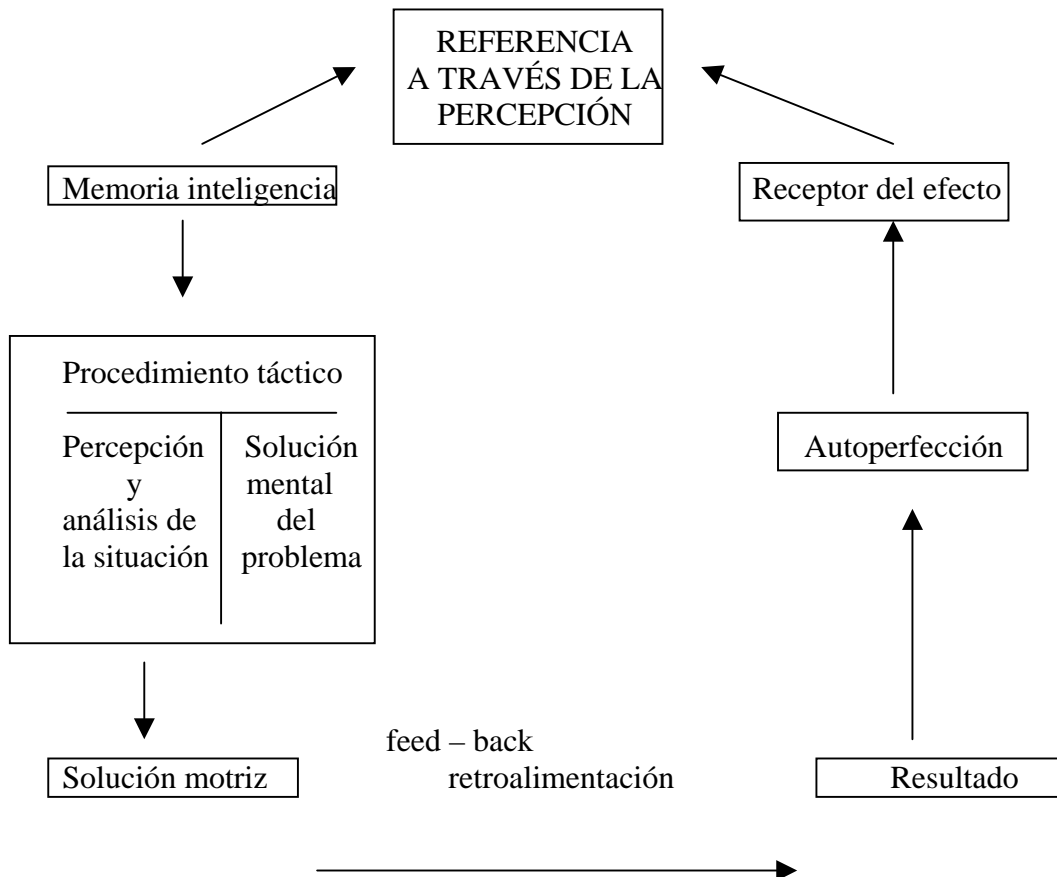 REFERENCIA
A TRAVÉS DE LA
PERCEPCIÓN
Memoria inteligencia
Receptor del efecto
Procedimiento táctico
Percepción
y
análisis de
la situación
Solución
mental
del
problema
Autoperfección
feed – back
retroalimentación
Solución motriz
Resultado